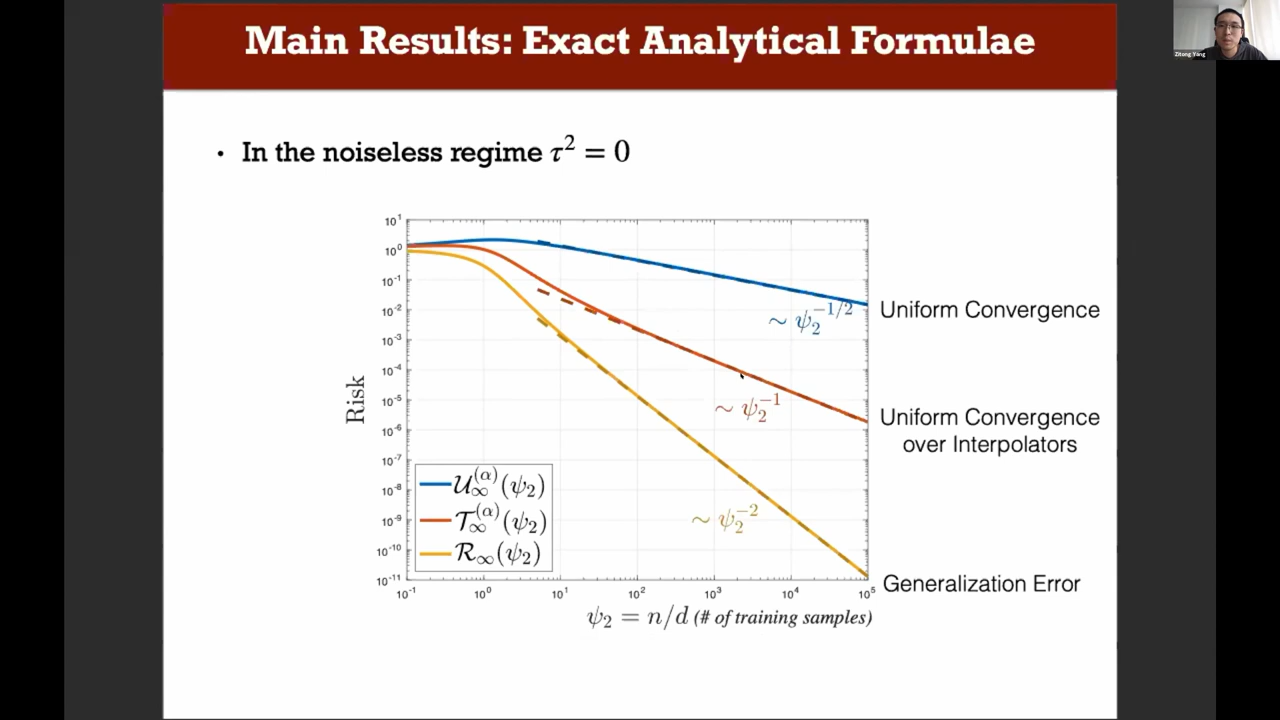 Main Results: Exact Analytical Formulae
Zitong Yang
• In the noiseless regime τ² = 0
10¹
10⁰
10⁻¹
10⁻²
10⁻³
10⁻⁴
10⁻⁵
10⁻⁶
10⁻⁷
10⁻⁸
10⁻⁹
10⁻¹⁰
10⁻¹¹
Risk
∼ ψ₂^{-1/2}
Uniform Convergence
∼ ψ₂⁻¹
Uniform Convergence
over Interpolators
∼ ψ₂⁻²
Generalization Error
𝒰_∞^{(α)}(ψ₂)
𝒯_∞^{(α)}(ψ₂)
ℛ_∞(ψ₂)
10⁻¹ 10⁰ 10¹ 10² 10³ 10⁴ 10⁵
ψ₂ = n/d (# of training samples)